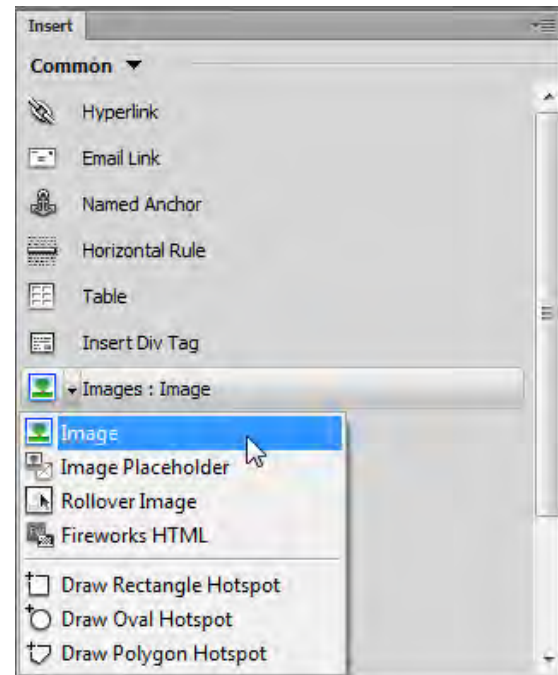 Insert
Common
Hyperlink
Email Link
Named Anchor
Horizontal Rule
Table
Insert Div Tag
Images : Image
Image
Image Placeholder
Rollover Image
Fireworks HTML
Draw Rectangle Hotspot
Draw Oval Hotspot
Draw Polygon Hotspot